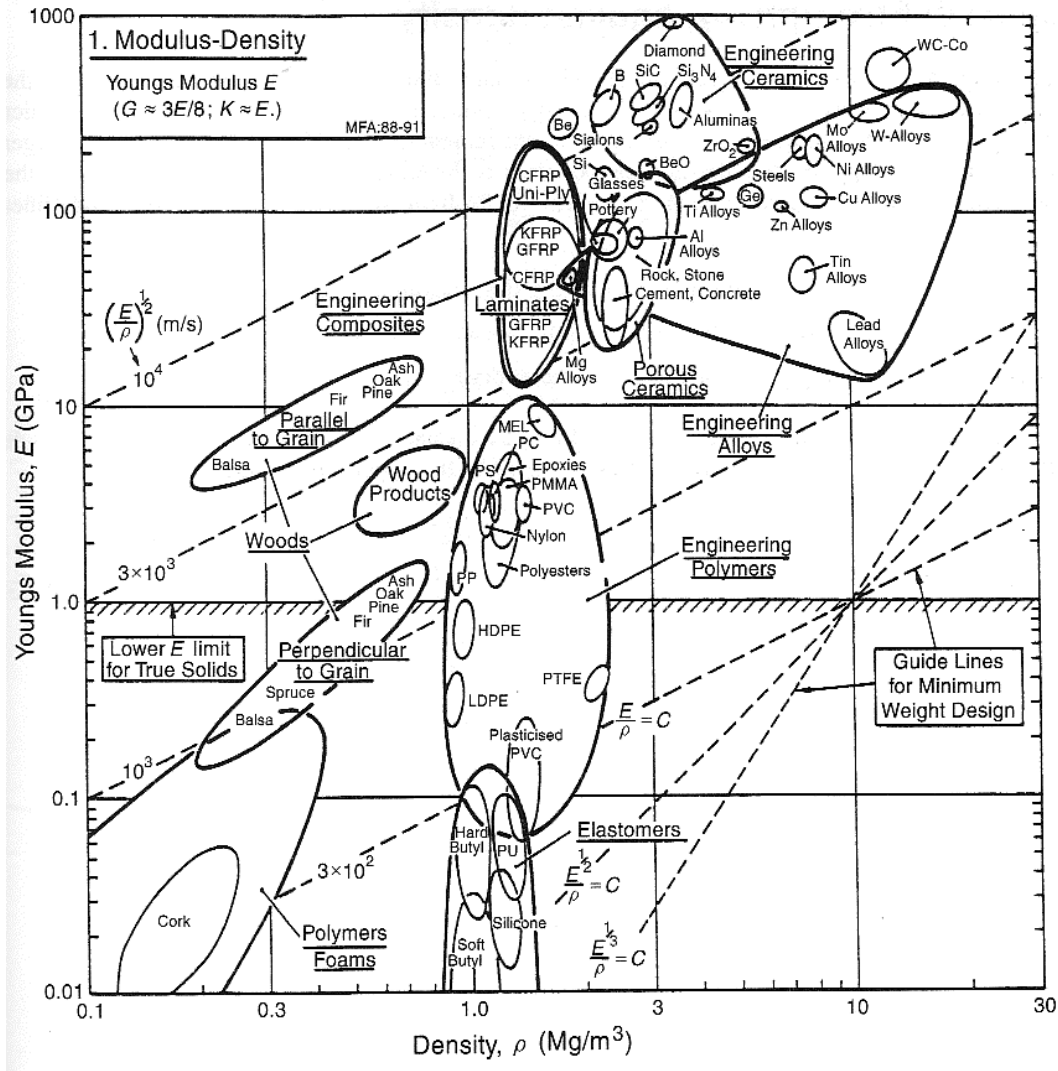 1. Modulus-Density
Youngs Modulus E
(G ≈ 3E/8; K ≈ E.)
MFA:88-91
1000
100
10
1.0
0.1
0.01
Youngs Modulus, E (GPa)
0.1
0.3
1.0
3
10
30
Density, ρ (Mg/m³)
Diamond
Engineering
Ceramics
WC-Co
B
SiC
Si₃N₄
Be
Aluminas
Sialons
ZrO₂
Mo
Alloys
W-Alloys
Si
BeO
Steels
Ni Alloys
CFRP
Uni-Ply
Glasses
Pottery
Ge
Ti Alloys
Cu Alloys
Zn Alloys
KFRP
GFRP
Al
Alloys
CFRP
Laminates
GFRP
KFRP
Rock, Stone
Cement, Concrete
Tin
Alloys
Engineering
Composites
Mg
Alloys
Porous
Ceramics
Lead
Alloys
Engineering
Alloys
(E/ρ)^½ (m/s)
10⁴
3×10³
10³
3×10²
Ash
Oak
Pine
Fir
Parallel
to Grain
Balsa
Wood
Products
Woods
MEL
PC
PS
Epoxies
PMMA
PVC
Nylon
Polyesters
PP
Engineering
Polymers
HDPE
LDPE
PTFE
Plasticised
PVC
Ash
Oak
Pine
Fir
Lower E limit
for True Solids
Perpendicular
to Grain
Spruce
Balsa
Guide Lines
for Minimum
Weight Design
E/ρ = C
E^½/ρ = C
E^⅓/ρ = C
Hard
Butyl
PU
Elastomers
Silicone
Soft
Butyl
Cork
Polymers
Foams